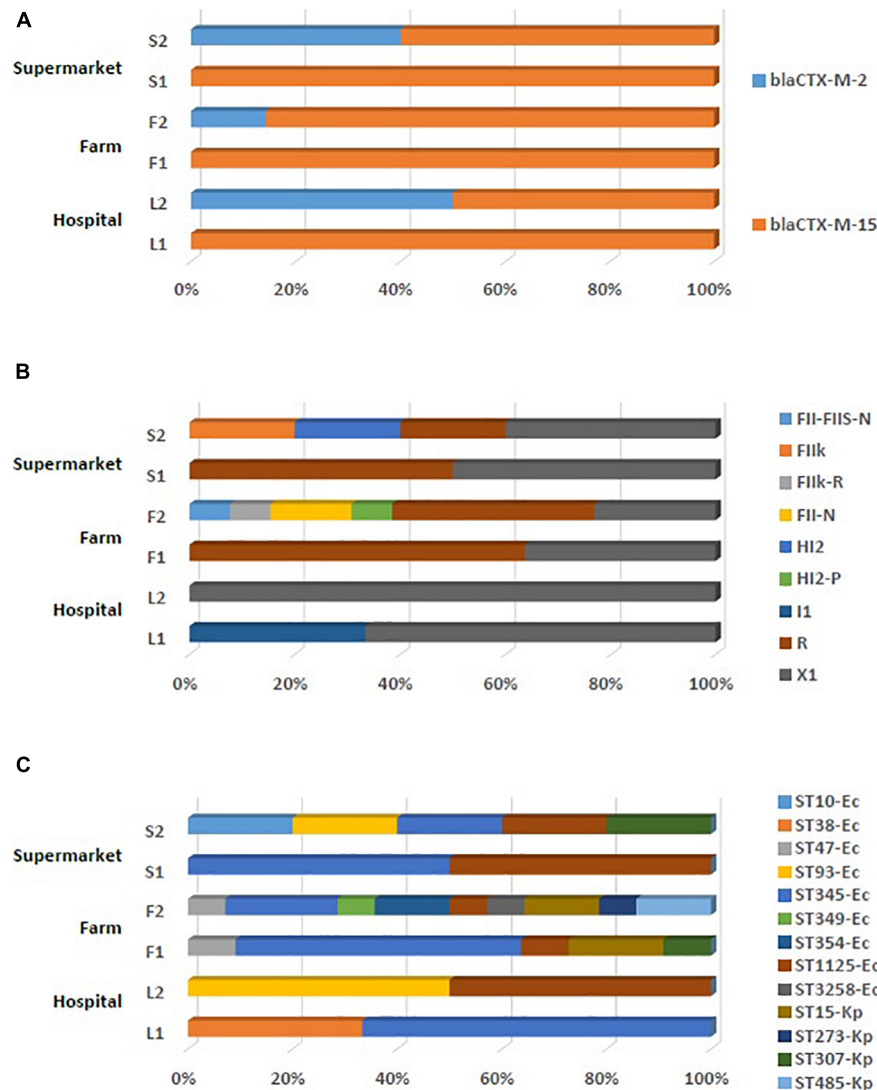 A
S2
Supermarket
S1
blaCTX-M-2
F2
Farm
F1
L2
Hospital
blaCTX-M-15
L1
0% 20% 40% 60% 80% 100%
B
S2
Supermarket
S1
F2
Farm
F1
L2
Hospital
L1
0% 20% 40% 60% 80% 100%
FII-FIIS-N
FIIk
FIIk-R
FII-N
HI2
HI2-P
I1
R
X1
C
S2
Supermarket
S1
F2
Farm
F1
L2
Hospital
L1
0% 20% 40% 60% 80% 100%
ST10-Ec
ST38-Ec
ST47-Ec
ST93-Ec
ST345-Ec
ST349-Ec
ST354-Ec
ST1125-Ec
ST3258-Ec
ST15-Kp
ST273-Kp
ST307-Kp
ST485-Kp